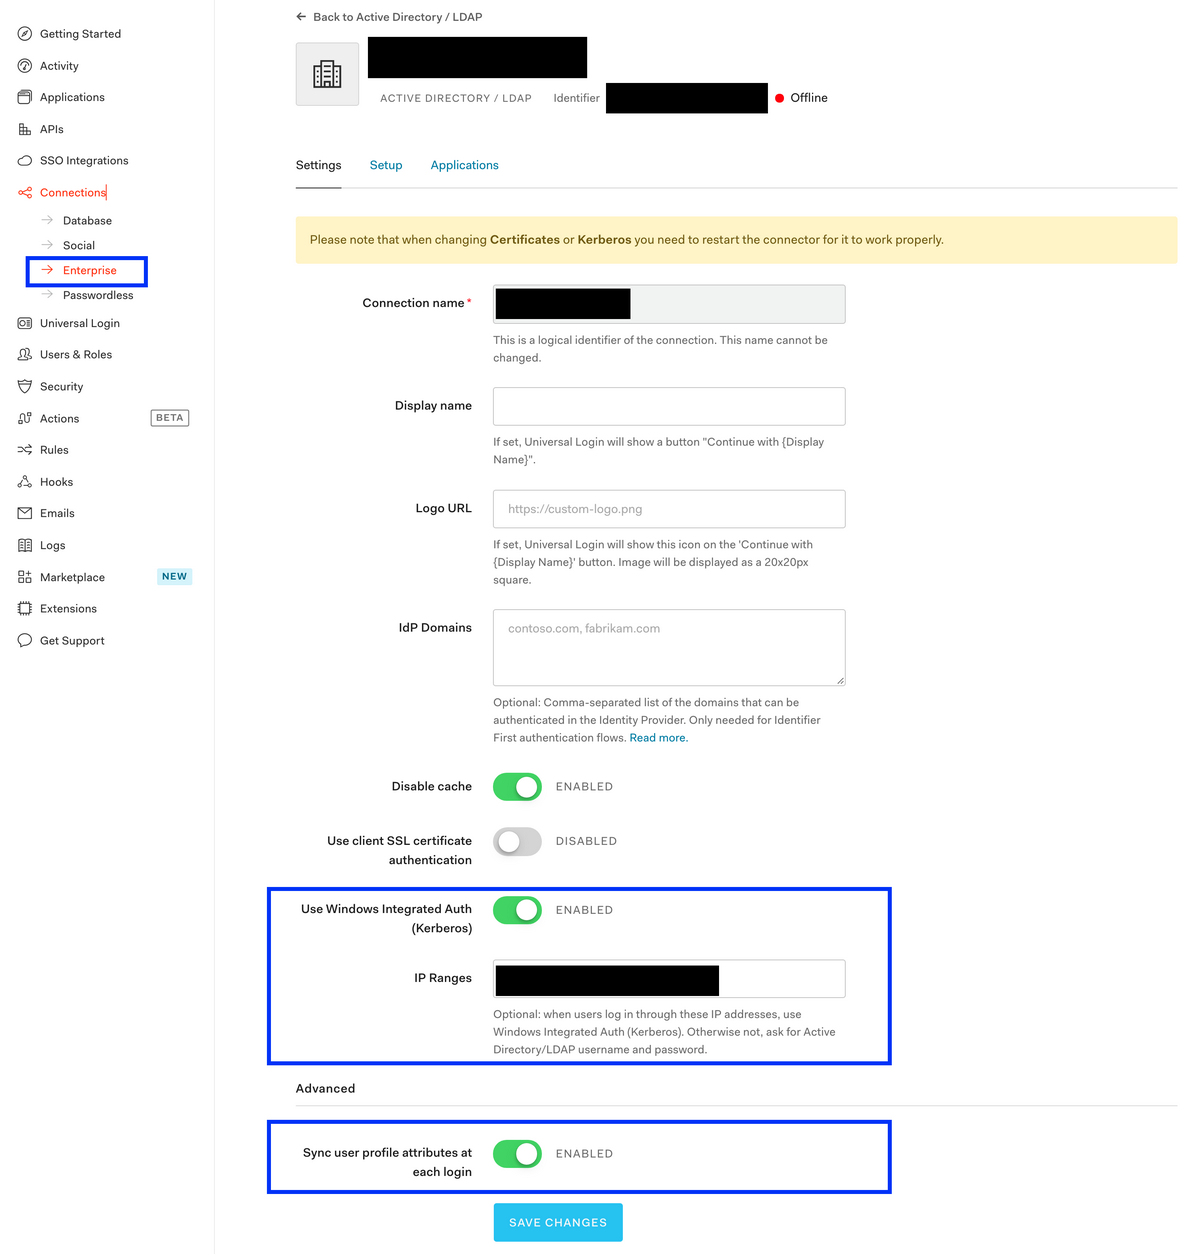 Getting Started
Activity
Applications
APIs
SSO Integrations
Connections
Database
Social
Enterprise
Passwordless
Universal Login
Users & Roles
Security
Actions BETA
Rules
Hooks
Emails
Logs
Marketplace NEW
Extensions
Get Support
Back to Active Directory / LDAP
ACTIVE DIRECTORY / LDAP Identifier Offline
Settings Setup Applications
Please note that when changing Certificates or Kerberos you need to restart the connector for it to work properly.
Connection name*
This is a logical identifier of the connection. This name cannot be
changed.
Display name
If set, Universal Login will show a button "Continue with {Display
Name}".
Logo URL https://custom-logo.png
If set, Universal Login will show this icon on the 'Continue with
{Display Name}' button. Image will be displayed as a 20x20px
square.
IdP Domains contoso.com, fabrikam.com
Optional: Comma-separated list of the domains that can be
authenticated in the Identity Provider. Only needed for Identifier
First authentication flows. Read more.
Disable cache ENABLED
Use client SSL certificate DISABLED
authentication
Use Windows Integrated Auth ENABLED
(Kerberos)
IP Ranges
Optional: when users log in through these IP addresses, use
Windows Integrated Auth (Kerberos). Otherwise not, ask for Active
Directory/LDAP username and password.
Advanced
Sync user profile attributes at ENABLED
each login
SAVE CHANGES